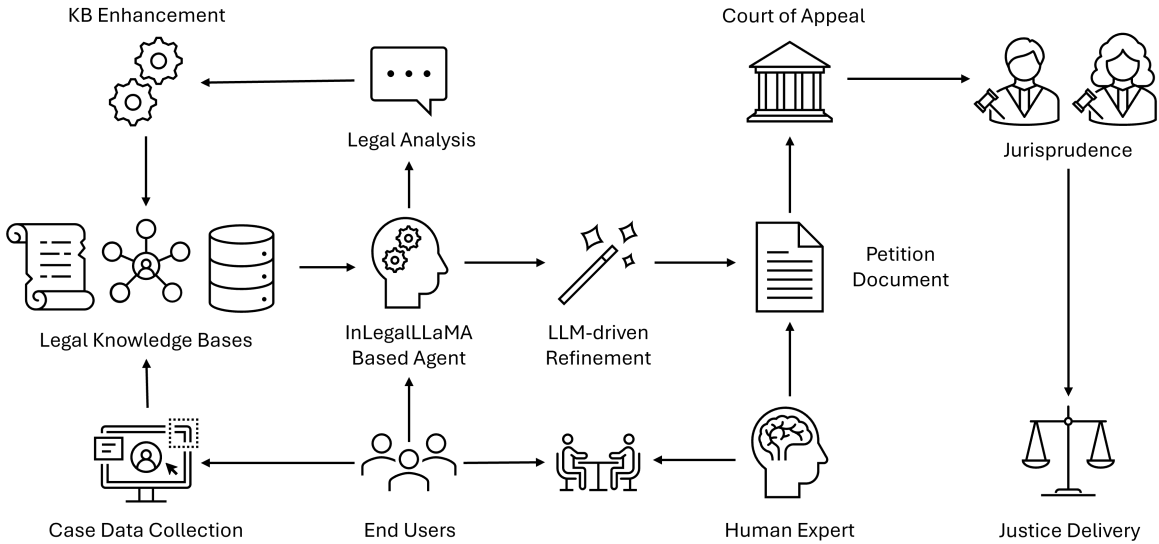 KB Enhancement
Court of Appeal
Legal Analysis
Jurisprudence
Petition
Document
Legal Knowledge Bases
InLegalLLaMA
Based Agent
LLM-driven
Refinement
Case Data Collection
End Users
Human Expert
Justice Delivery